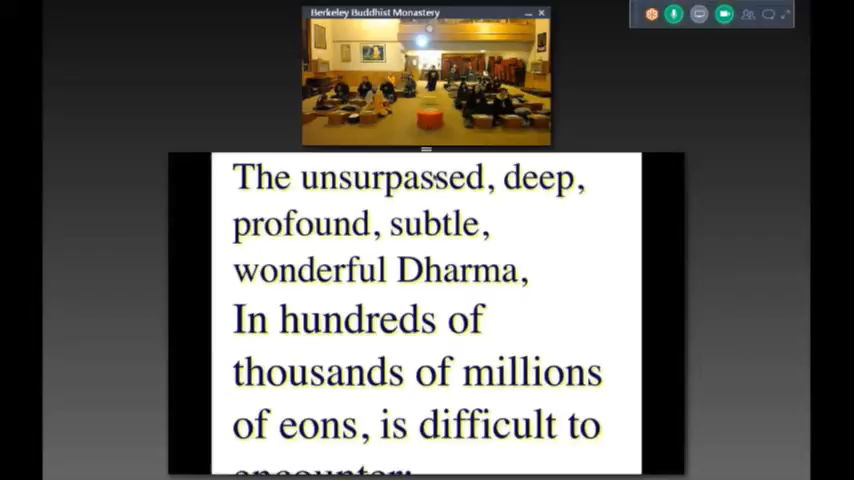 Berkeley Buddhist Monastery
The unsurpassed, deep,
profound, subtle,
wonderful Dharma,
In hundreds of
thousands of millions
of eons, is difficult to
encounter;